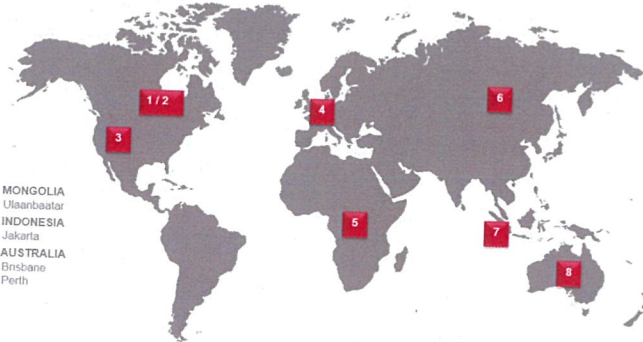 1 / 2
3
4
6
5
7
8
MONGOLIA
Ulaanbaatar
INDONESIA
Jakarta
AUSTRALIA
Brisbane
Perth